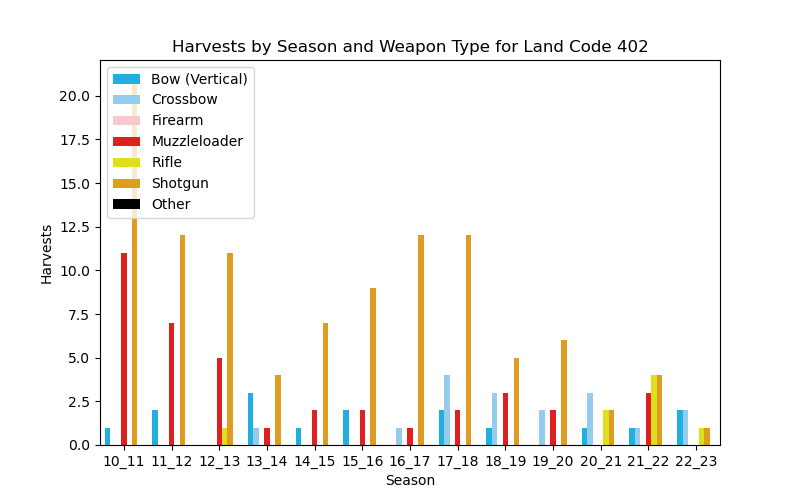 Harvests by Season and Weapon Type for Land Code 402
Bow (Vertical)
Crossbow
Firearm
Muzzleloader
Rifle
Shotgun
Other
20.0
17.5
15.0
12.5
10.0
7.5
5.0
2.5
0.0
Harvests
10_11 11_12 12_13 13_14 14_15 15_16 16_17 17_18 18_19 19_20 20_21 21_22 22_23
Season